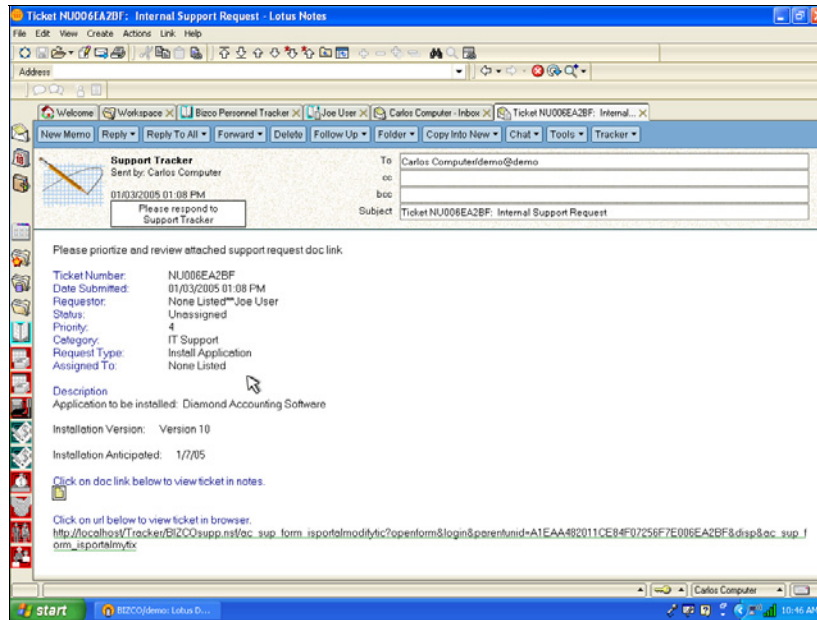 Ticket NU006EA2BF: Internal Support Request - Lotus Notes
File Edit View Create Actions Link Help
Address
Welcome Workspace Bizco Personnel Tracker Joe User Carlos Computer - Inbox Ticket NU006EA2BF: Internal...
New Memo Reply Reply To All Forward Delete Follow Up Folder Copy Into New Chat Tools Tracker
Support Tracker
Sent by: Carlos Computer
01/03/2005 01:08 PM
Please respond to
Support Tracker
To Carlos Computer/demo@demo
cc
bcc
Subject Ticket NU006EA2BF: Internal Support Request
Please priortize and review attached support request doc link
Ticket Number: NU006EA2BF
Date Submitted: 01/03/2005 01:08 PM
Requestor: None Listed**Joe User
Status: Unassigned
Priority: 4
Category: IT Support
Request Type: Install Application
Assigned To: None Listed
Description
Application to be installed: Diamond Accounting Software
Installation Version: Version 10
Installation Anticipated: 1/7/05
Click on doc link below to view ticket in notes.
Click on url below to view ticket in browser.
http://localhost/Tracker/BIZCOsupp.nsf/ac_sup_form_isportalmodifytic?openform&login&parentunid=A1EAA482011CE84F07256F7E006EA2BF&disp&ac_sup_f
orm_isportalmytix
Carlos Computer
start BIZCO/demo: Lotus D... 10:46 AM